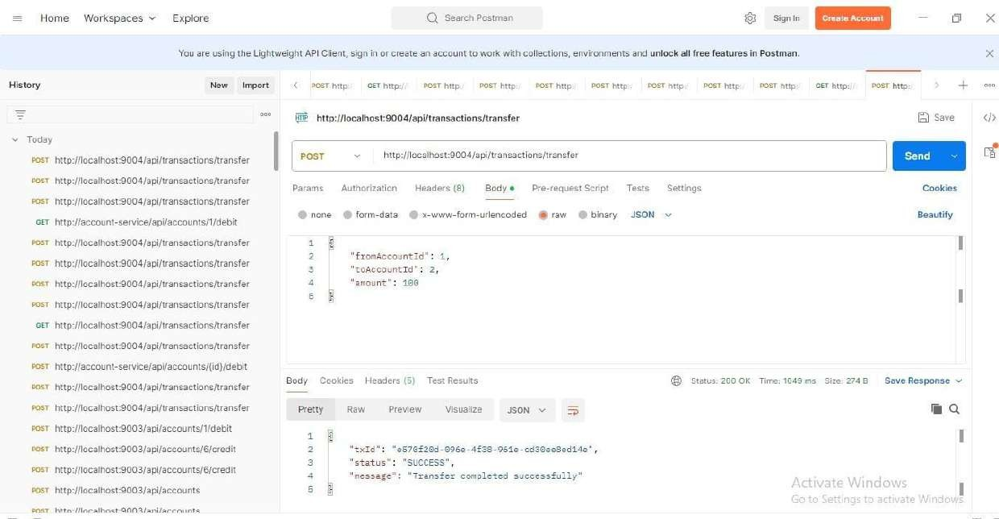 Home Workspaces Explore Search Postman Sign In Create Account
You are using the Lightweight API Client, sign in or create an account to work with collections, environments and unlock all free features in Postman.
History New Import
POST http:/ GET http:// POST http:/ POST http:/ POST http:/ POST http:/ POST http:/ POST http:/ POST http:/ GET http:// POST http:
HTTP http://localhost:9004/api/transactions/transfer Save
Today
POST http://localhost:9004/api/transactions/transfer
POST http://localhost:9004/api/transactions/transfer
POST http://localhost:9004/api/transactions/transfer
GET http://account-service/api/accounts/1/debit
POST http://localhost:9004/api/transactions/transfer
POST http://localhost:9004/api/transactions/transfer
POST http://localhost:9004/api/transactions/transfer
POST http://localhost:9004/api/transactions/transfer
GET http://localhost:9004/api/transactions/transfer
POST http://localhost:9004/api/transactions/transfer
POST http://account-service/api/accounts/{id}/debit
POST http://localhost:9004/api/transactions/transfer
POST http://localhost:9004/api/transactions/transfer
POST http://localhost:9003/api/accounts/1/debit
POST http://localhost:9003/api/accounts/6/credit
POST http://localhost:9003/api/accounts/6/credit
POST http://localhost:9003/api/accounts
POST http://localhost:9003/api/accounts
POST http://localhost:9004/api/transactions/transfer Send
Params Authorization Headers (8) Body Pre-request Script Tests Settings Cookies
none form-data x-www-form-urlencoded raw binary JSON Beautify
1 {
2 "fromAccountId": 1,
3 "toAccountId": 2,
4 "amount": 100
5 }
Body Cookies Headers (5) Test Results Status: 200 OK Time: 1049 ms Size: 274 B Save Response
Pretty Raw Preview Visualize JSON
1 {
2 "txId": "e570f20d-096e-4f38-961e-cd30ee8ed14e",
3 "status": "SUCCESS",
4 "message": "Transfer completed successfully"
5 }
Activate Windows
Go to Settings to activate Windows.